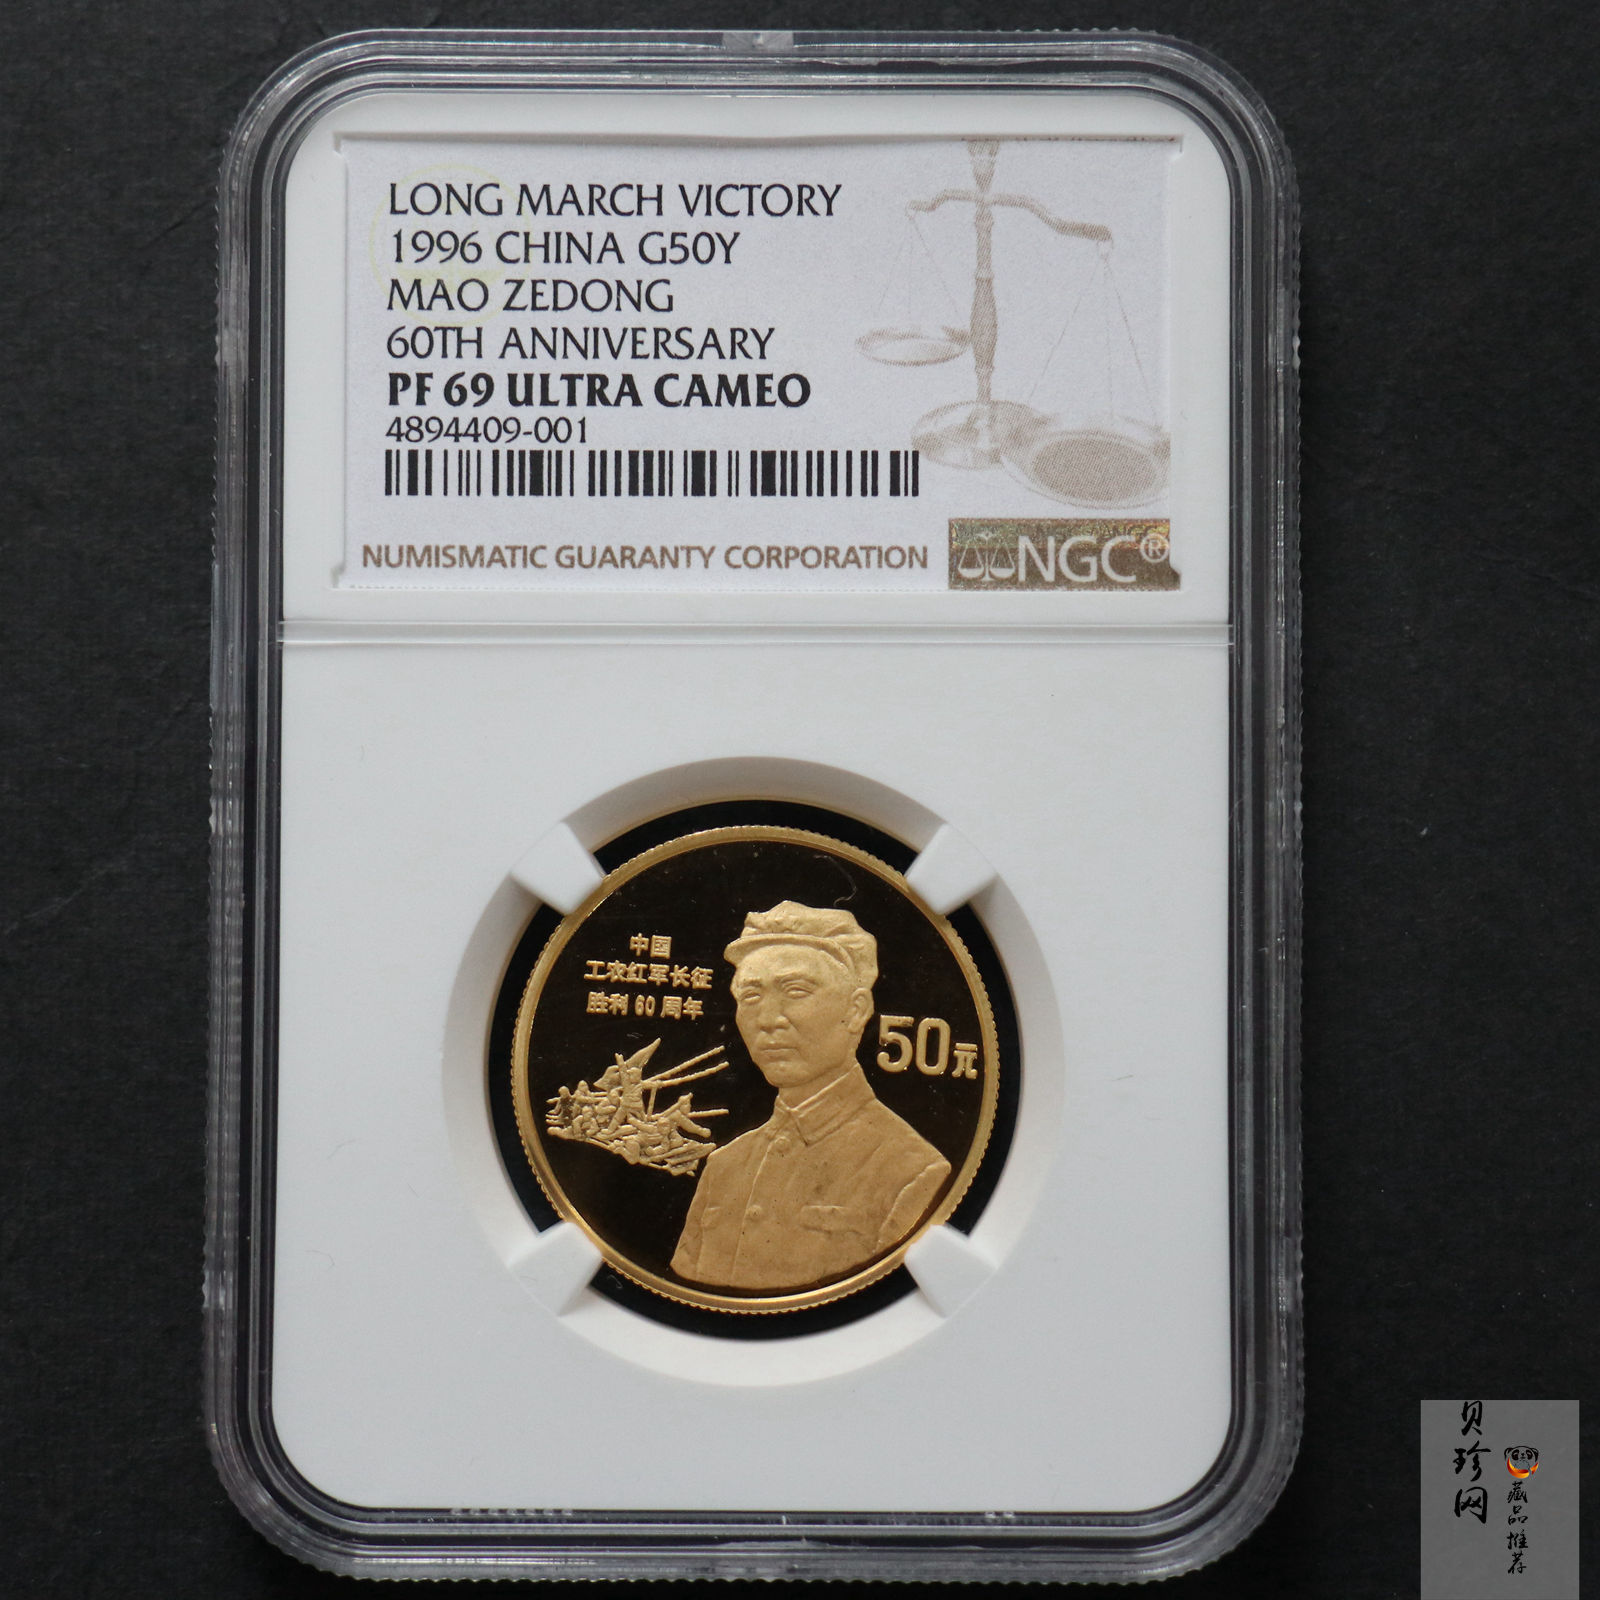 LONG MARCH VICTORY
1996 CHINA G50Y
MAO ZEDONG
60TH ANNIVERSARY
PF 69 ULTRA CAMEO
4894409-001
NUMISMATIC GUARANTY CORPORATION
NGC®
中国
工农红军长征
胜利60周年
50元
贝珍网
藏品推荐